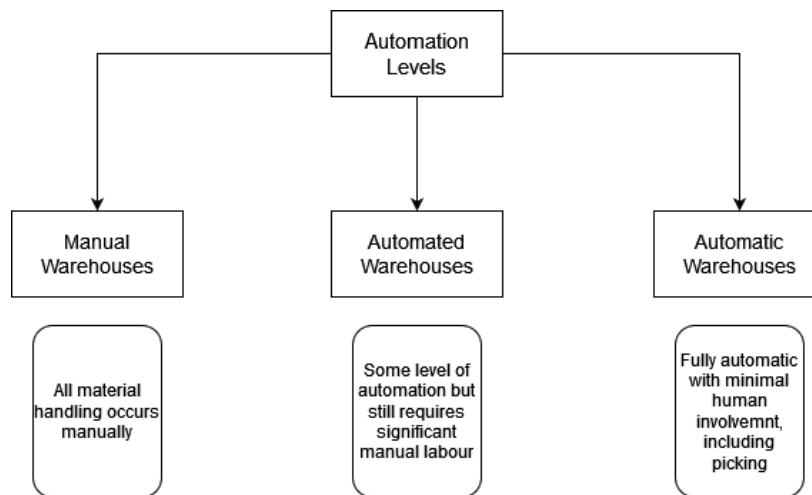 Automation
Levels
Manual
Warehouses
Automated
Warehouses
Automatic
Warehouses
All material
handling occurs
manually
Some level of
automation but
still requires
significant
manual labour
Fully automatic
with minimal
human
involvemnt,
including
picking